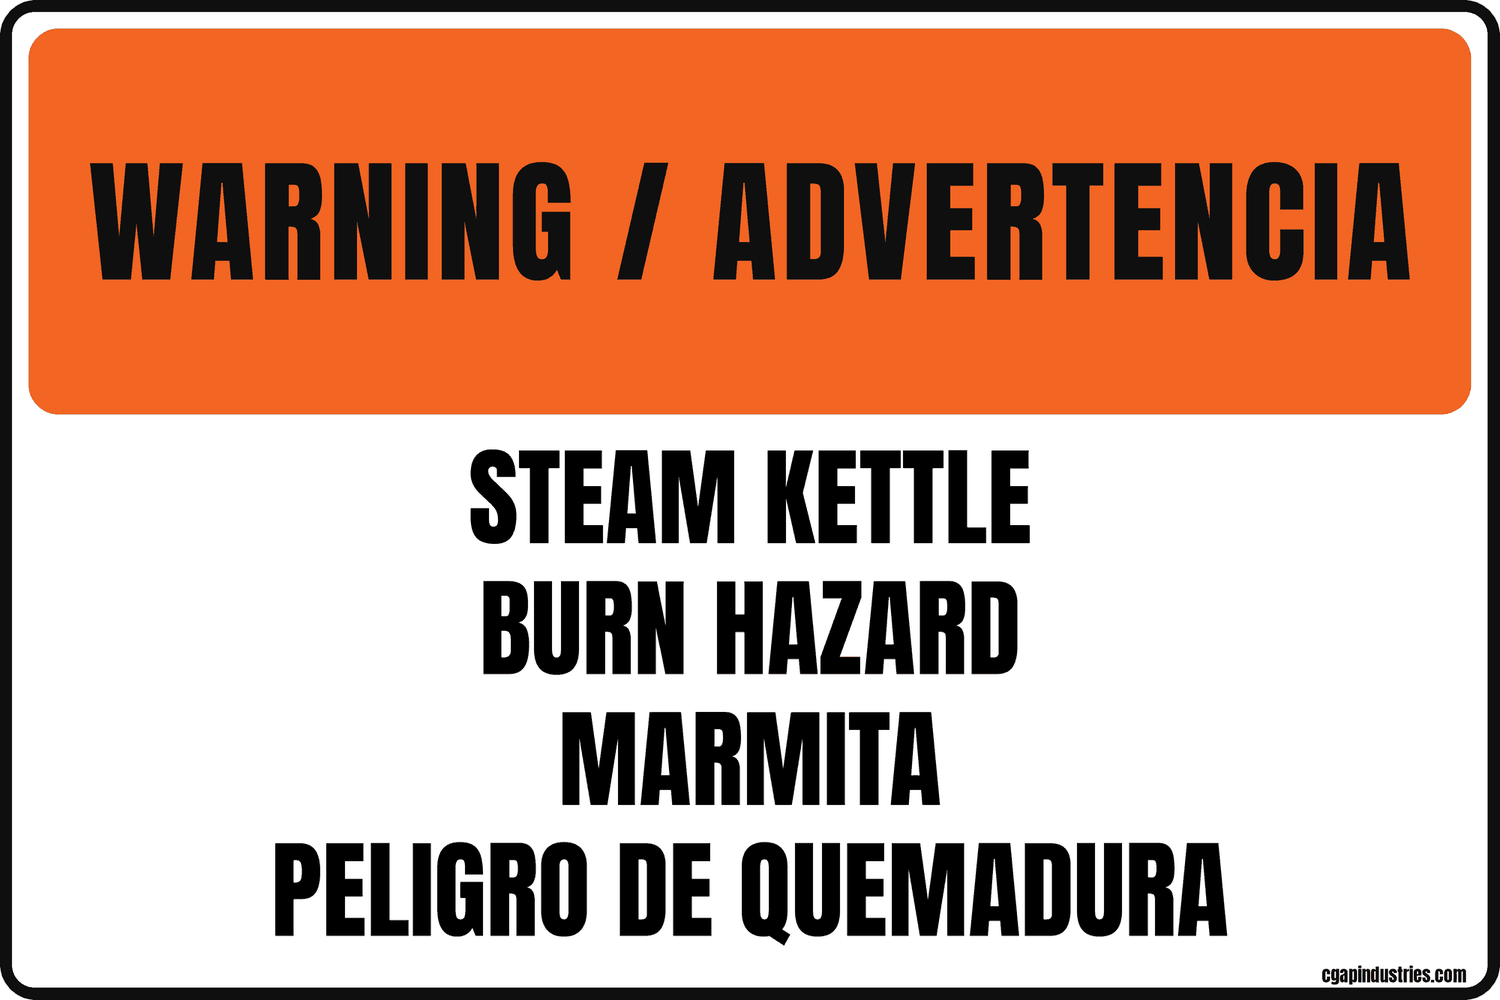 WARNING / ADVERTENCIA
STEAM KETTLE
BURN HAZARD
MARMITA
PELIGRO DE QUEMADURA
cgapindustries.com